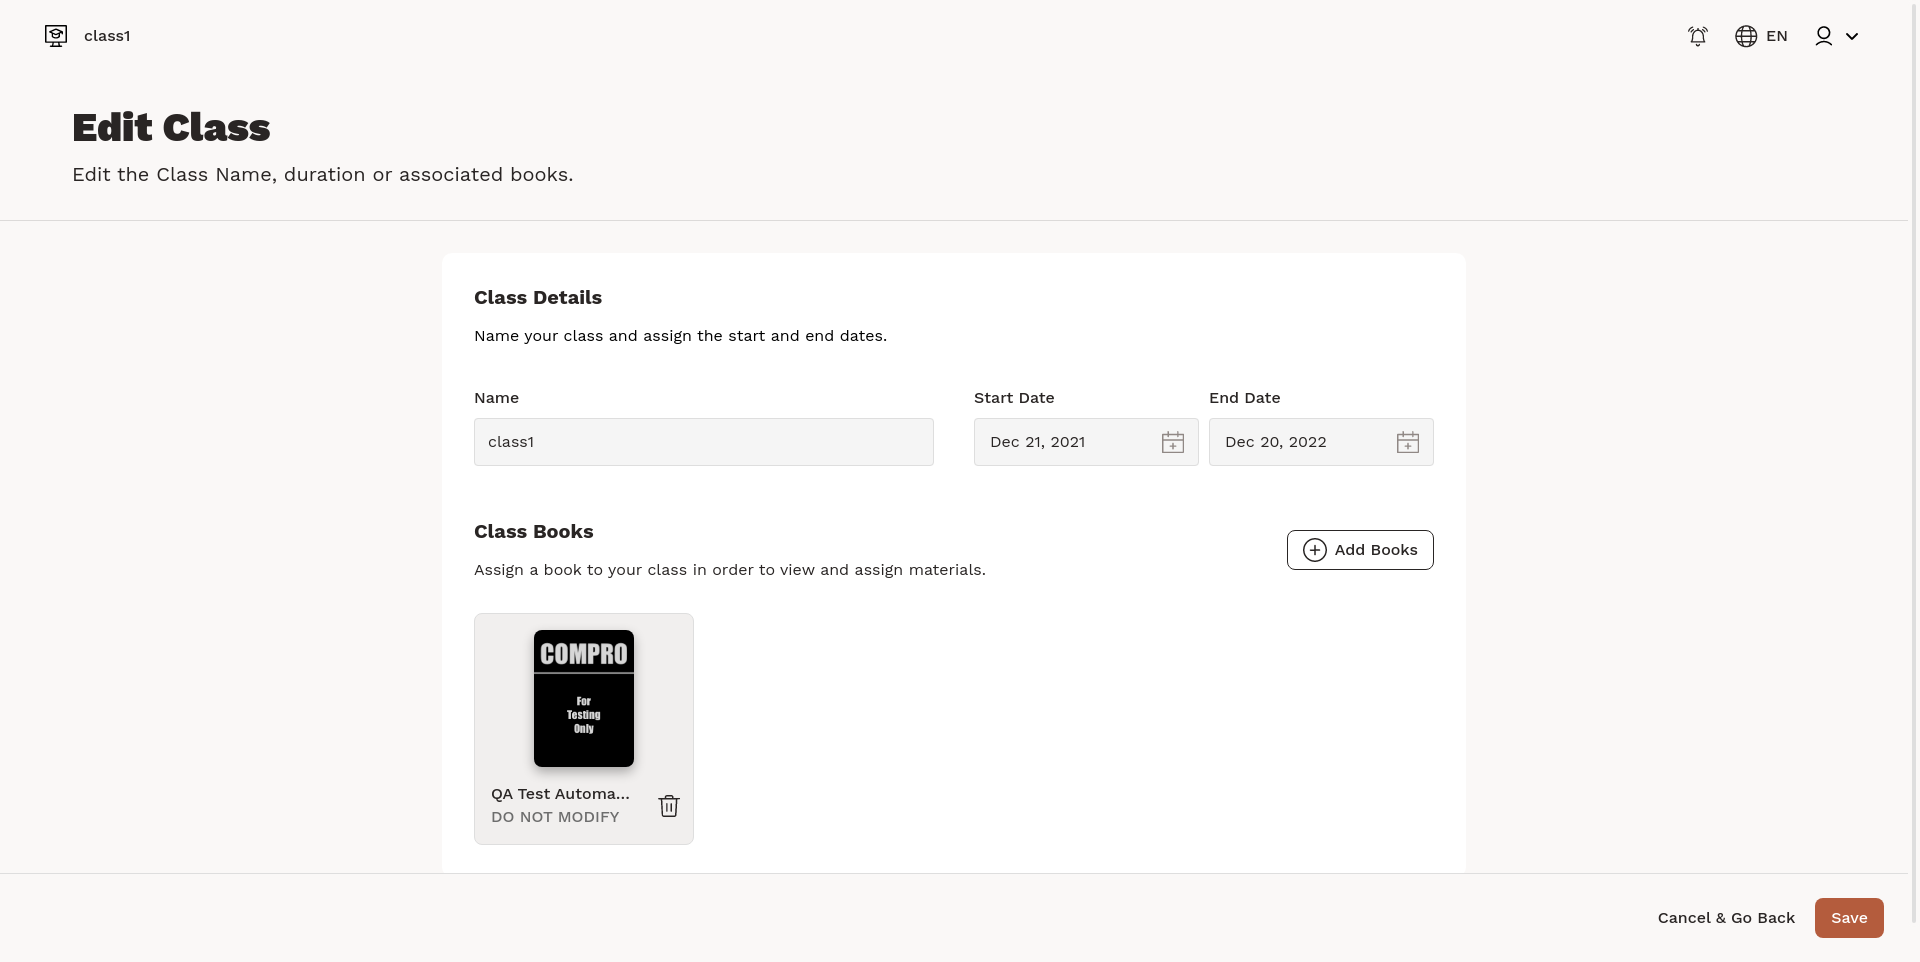 class1
EN
Edit Class
Edit the Class Name, duration or associated books.
Class Details
Name your class and assign the start and end dates.
Name
Start Date
End Date
class1
Dec 21, 2021
Dec 20, 2022
Class Books
Add Books
Assign a book to your class in order to view and assign materials.
COMPRO
For
Testing
Only
QA Test Automa...
DO NOT MODIFY
Cancel & Go Back
Save